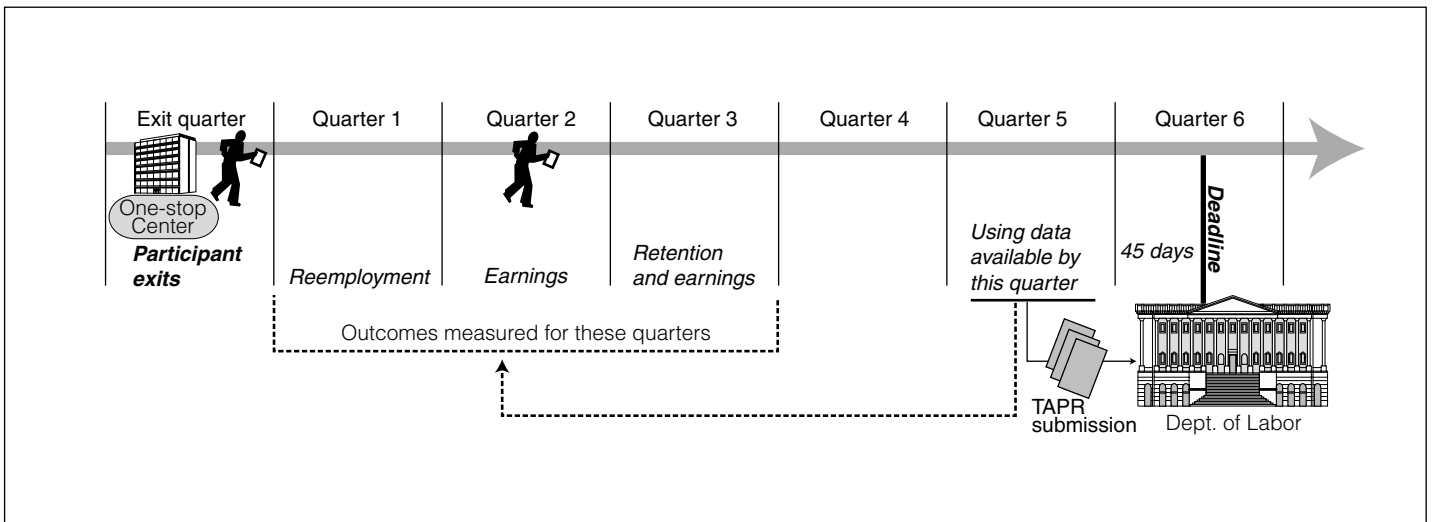 Exit quarter
Quarter 1
Quarter 2
Quarter 3
Quarter 4
Quarter 5
Quarter 6
One-stop
Center
Participant
exits
Reemployment
Earnings
Retention
and earnings
Using data
available by
this quarter
45 days
Deadline
Outcomes measured for these quarters
TAPR
submission
Dept. of Labor